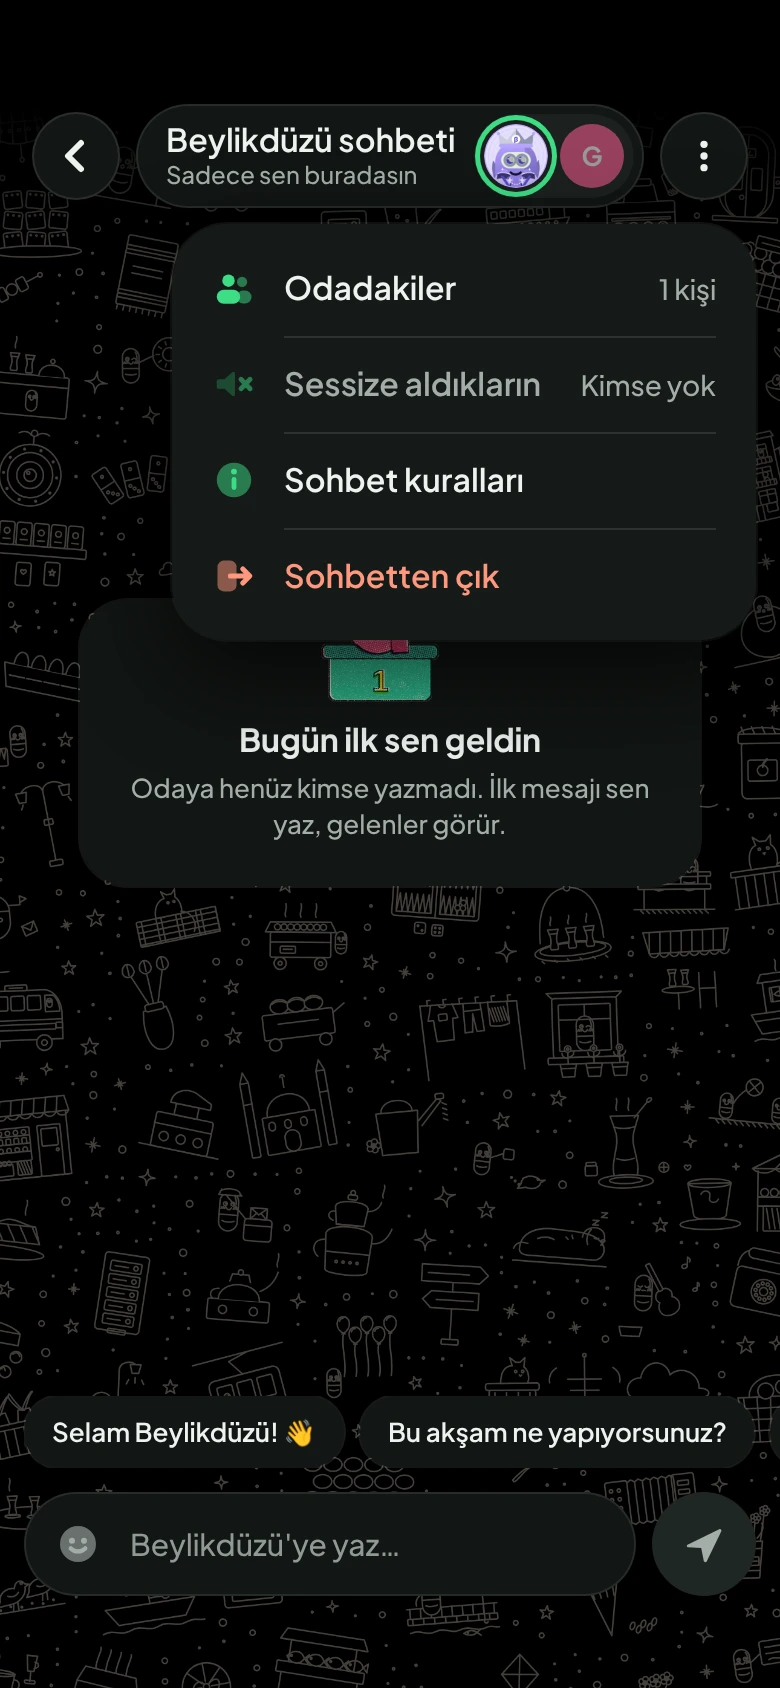 Beylikdüzü sohbeti
Sadece sen buradasın
G
Odadakiler 1 kişi
Sessize aldıkların Kimse yok
Sohbet kuralları
Sohbetten çık
1
Bugün ilk sen geldin
Odaya henüz kimse yazmadı. İlk mesajı sen
yaz, gelenler görür.
Selam Beylikdüzü! 👋 Bu akşam ne yapıyorsunuz?
Beylikdüzü'ye yaz...